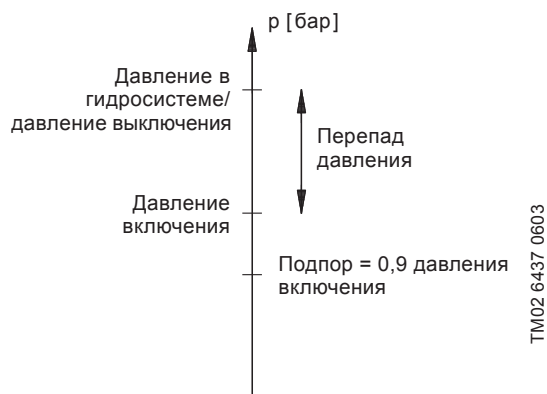 p [бар]
Давление в
гидросистеме/
давление выключения
Перепад
давления
Давление
включения
Подпор = 0,9 давления
включения
TM02 6437 0603